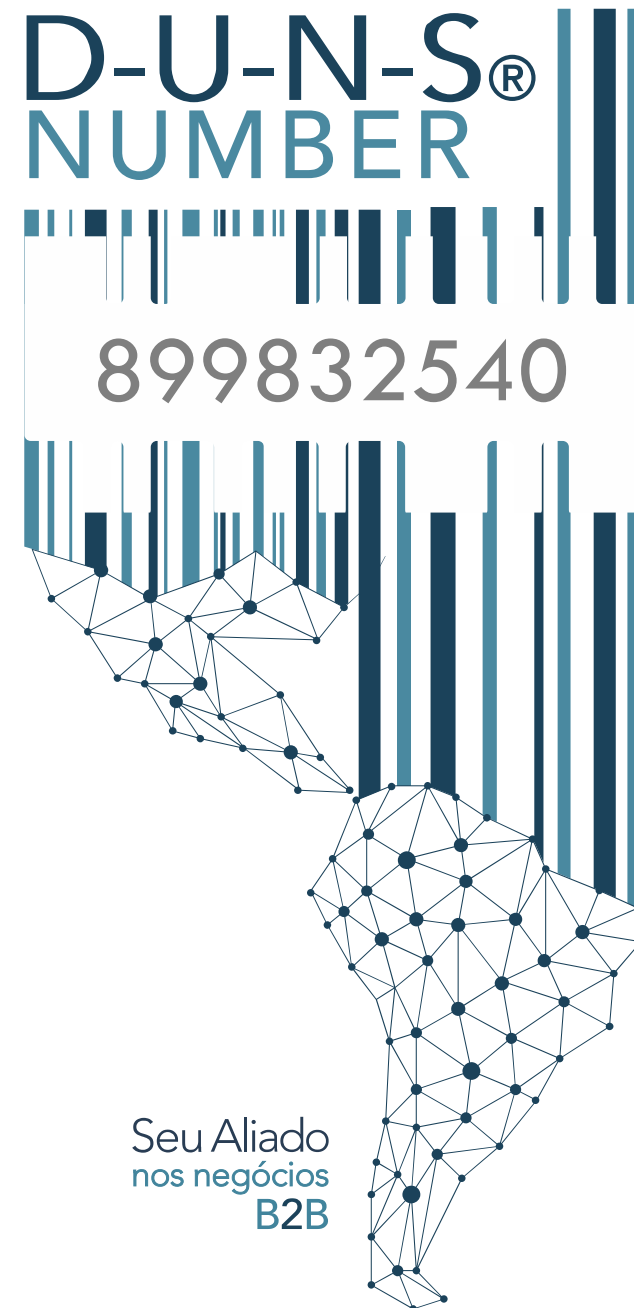 D-U-N-S®
NUMBER
899832540
Seu Aliado
nos negócios
B2B